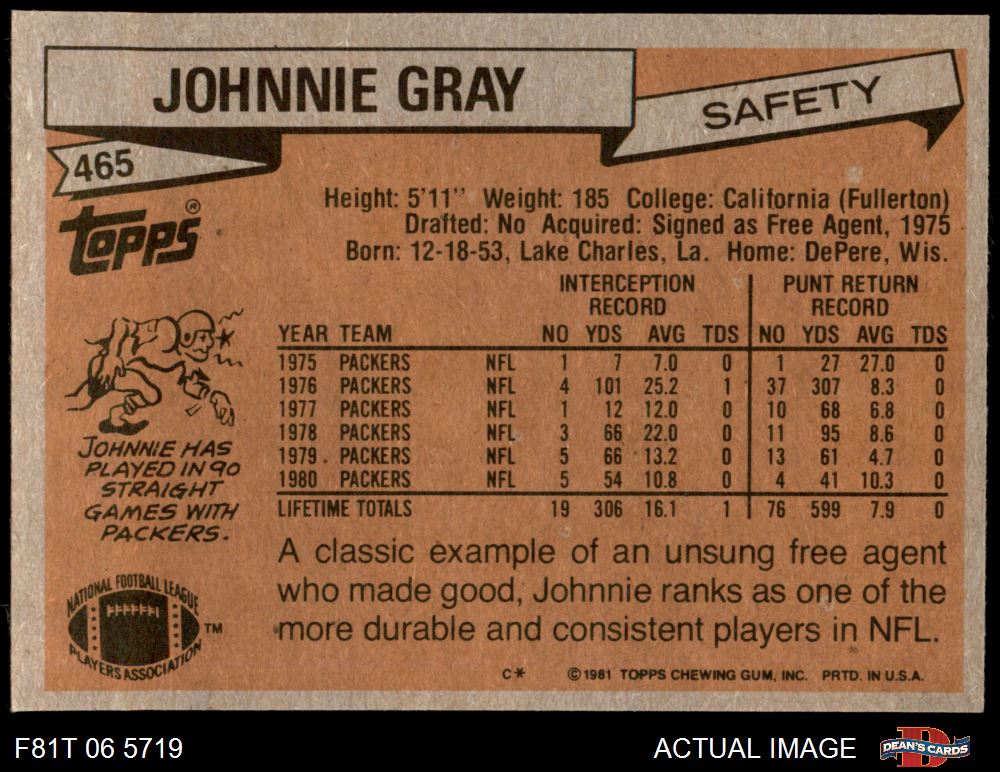 JOHNNIE GRAY
SAFETY
465
TOPPS®
Height: 5'11" Weight: 185 College: California (Fullerton)
Drafted: No Acquired: Signed as Free Agent, 1975
Born: 12-18-53, Lake Charles, La. Home: DePere, Wis.
INTERCEPTION RECORD PUNT RETURN RECORD
YEAR TEAM NO YDS AVG TDS NO YDS AVG TDS
1975 PACKERS NFL 1 7 7.0 0 1 27 27.0 0
1976 PACKERS NFL 4 101 25.2 1 37 307 8.3 0
1977 PACKERS NFL 1 12 12.0 0 10 68 6.8 0
1978 PACKERS NFL 3 66 22.0 0 11 95 8.6 0
1979 PACKERS NFL 5 66 13.2 0 13 61 4.7 0
1980 PACKERS NFL 5 54 10.8 0 4 41 10.3 0
LIFETIME TOTALS 19 306 16.1 1 76 599 7.9 0
JOHNNIE HAS
PLAYED IN 90
STRAIGHT
GAMES WITH
PACKERS.
A classic example of an unsung free agent
who made good, Johnnie ranks as one of the
more durable and consistent players in NFL.
NATIONAL FOOTBALL LEAGUE
PLAYERS ASSOCIATION
TM
C* ©1981 TOPPS CHEWING GUM, INC. PRTD. IN U.S.A.
F81T 06 5719
ACTUAL IMAGE
D
DEAN'S CARDS